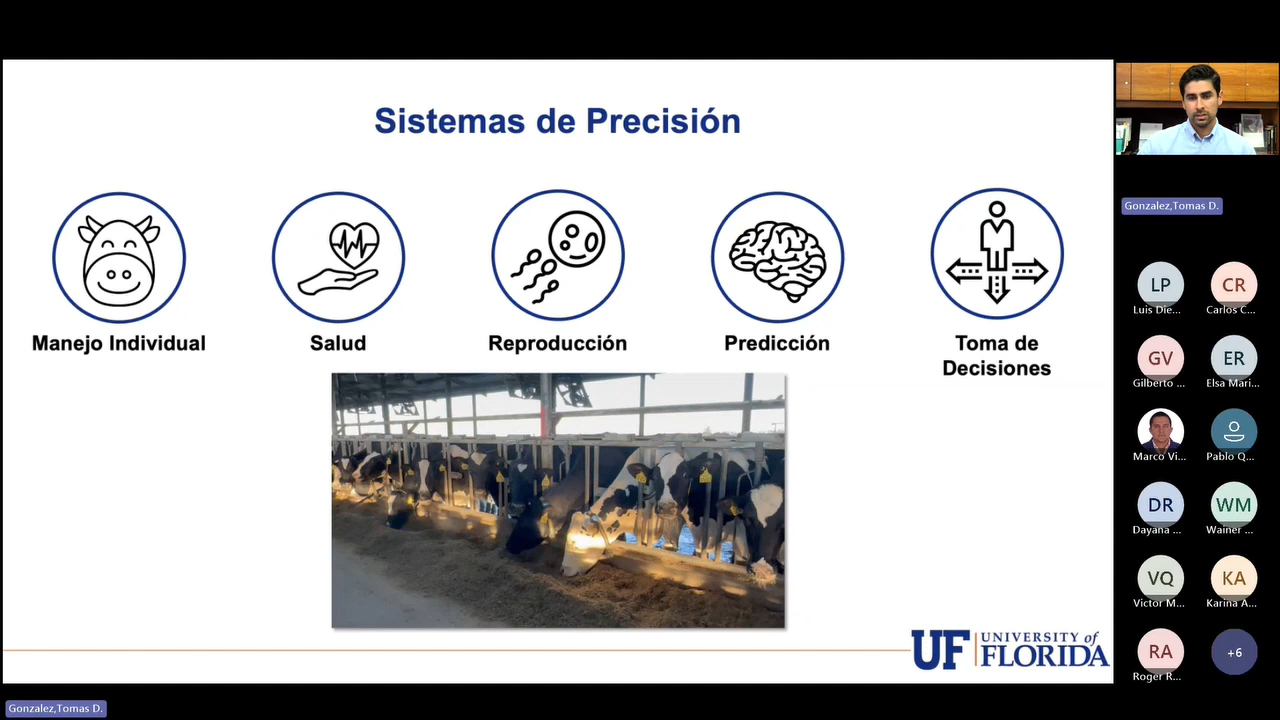 Sistemas de Precisión
Manejo Individual
Salud
Reproducción
Predicción
Toma de
Decisiones
UF
UNIVERSITY of
FLORIDA
Gonzalez,Tomas D.
LP
Luis Die...
CR
Carlos C...
GV
Gilberto ...
ER
Elsa Mari...
Marco Vi...
Pablo Q...
DR
Dayana ...
WM
Wainer ...
VQ
Victor M...
KA
Karina A...
RA
Roger R...
+6
Gonzalez,Tomas D.